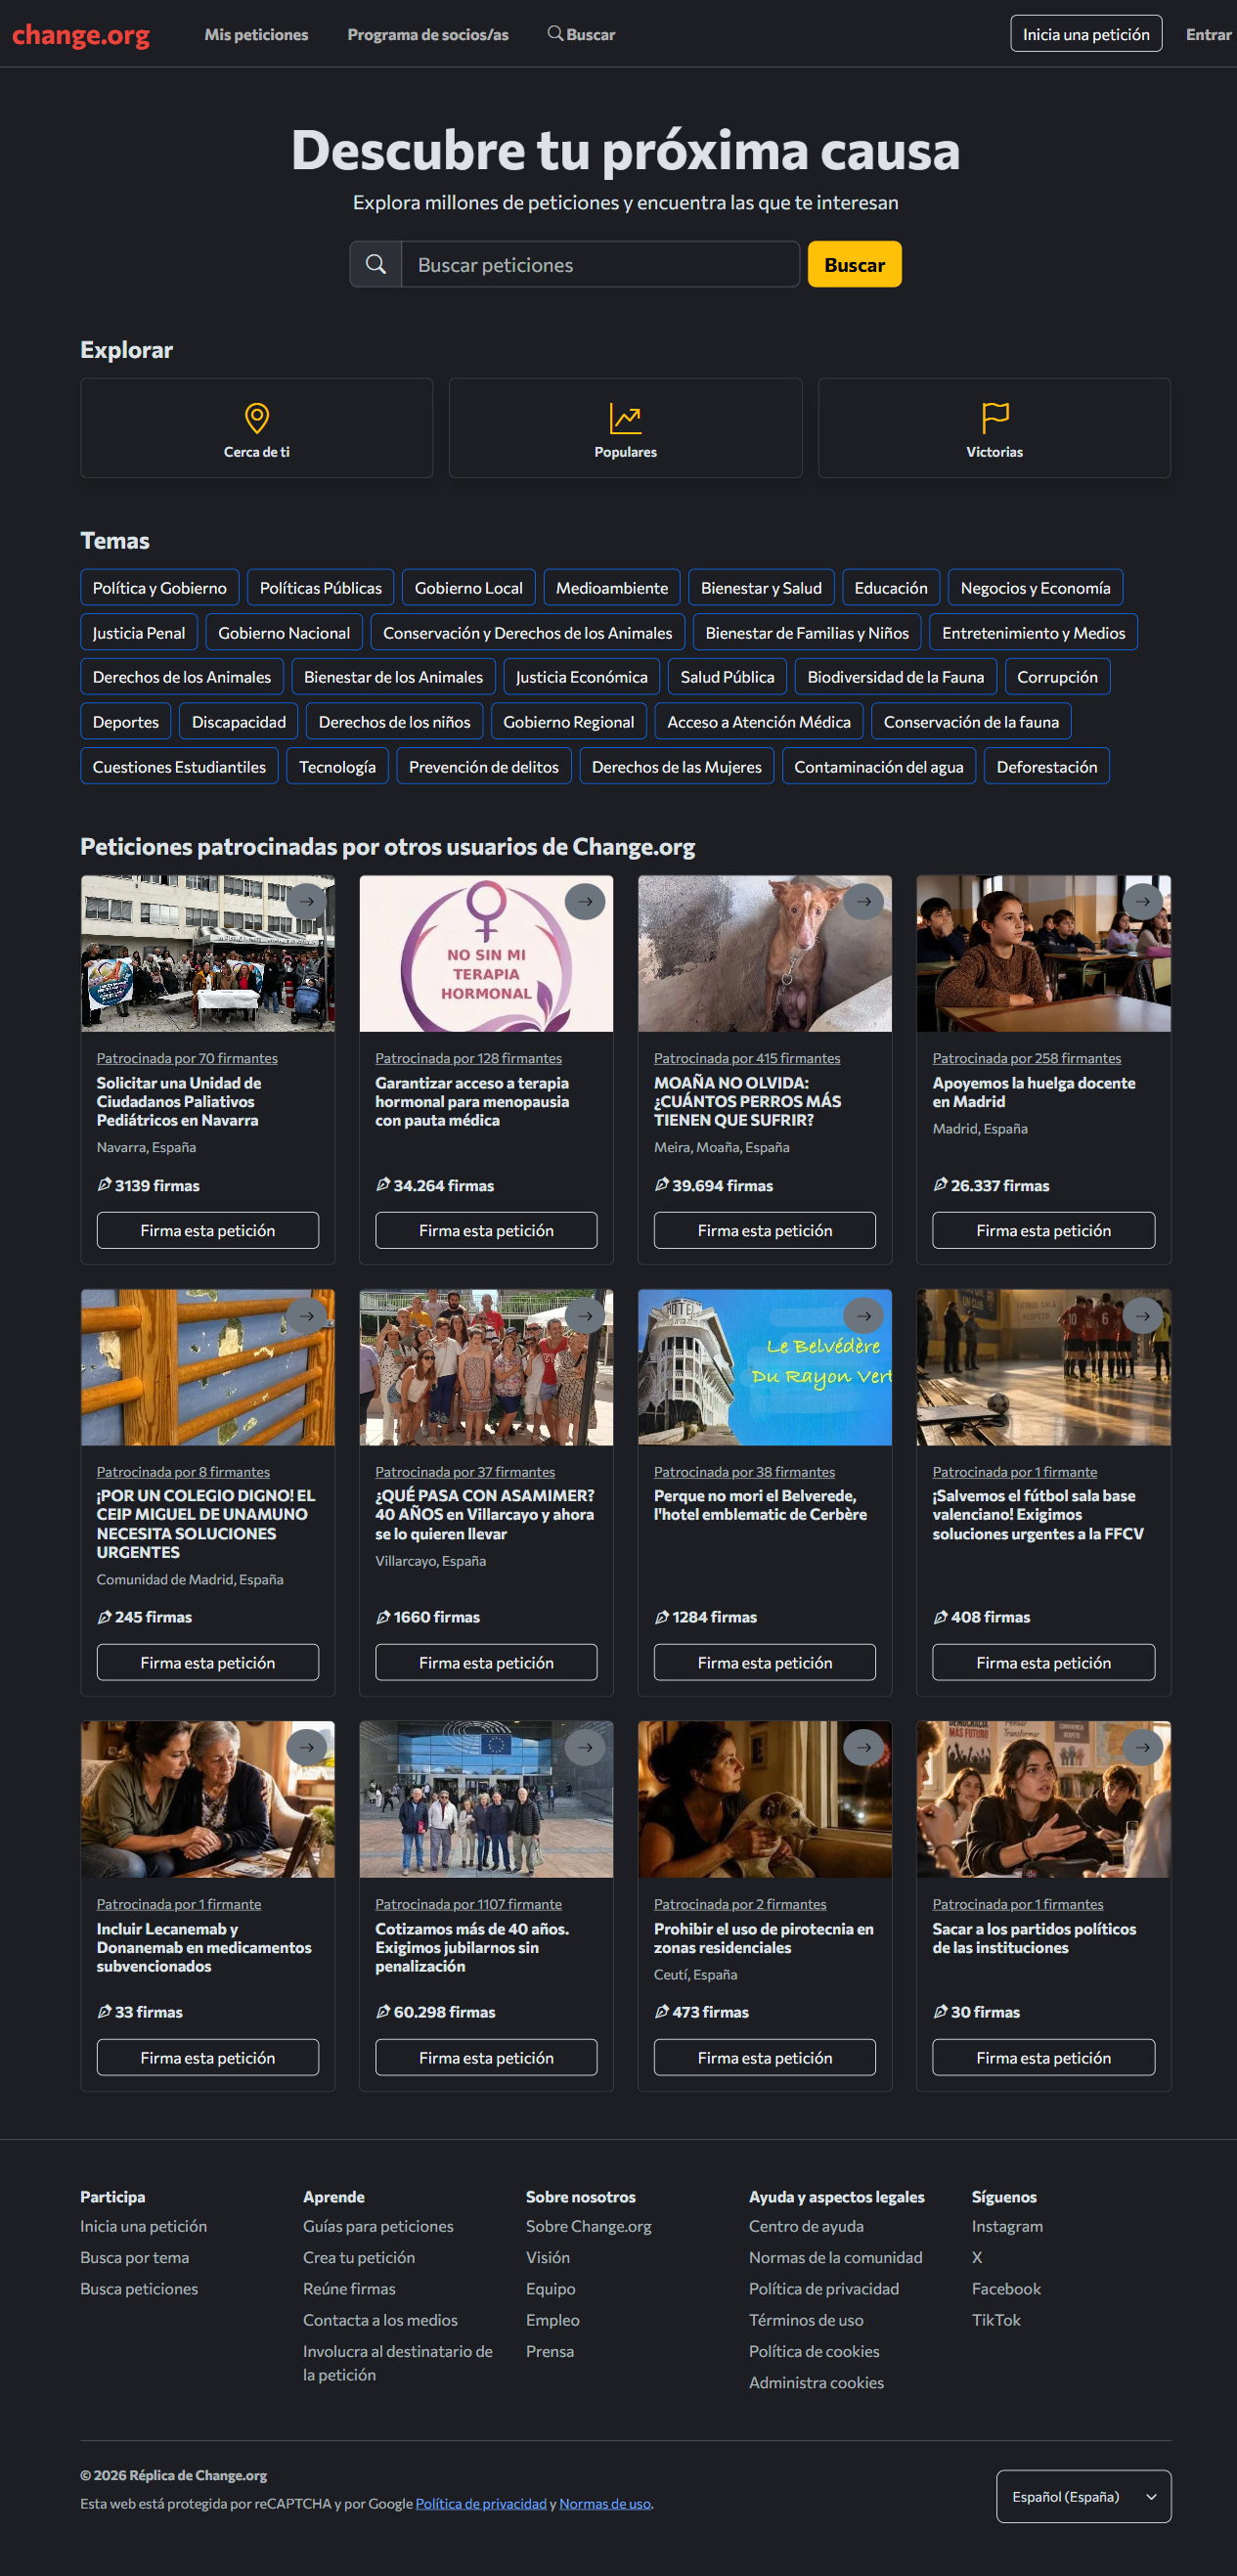 change.org
Mis peticiones
Programa de socios/as
Buscar
Inicia una petición
Entrar
Descubre tu próxima causa
Explora millones de peticiones y encuentra las que te interesan
Buscar peticiones
Buscar
Explorar
Cerca de ti
Populares
Victorias
Temas
Política y Gobierno
Políticas Públicas
Gobierno Local
Medioambiente
Bienestar y Salud
Educación
Negocios y Economía
Justicia Penal
Gobierno Nacional
Conservación y Derechos de los Animales
Bienestar de Familias y Niños
Entretenimiento y Medios
Derechos de los Animales
Bienestar de los Animales
Justicia Económica
Salud Pública
Biodiversidad de la Fauna
Corrupción
Deportes
Discapacidad
Derechos de los niños
Gobierno Regional
Acceso a Atención Médica
Conservación de la fauna
Cuestiones Estudiantiles
Tecnología
Prevención de delitos
Derechos de las Mujeres
Contaminación del agua
Deforestación
Peticiones patrocinadas por otros usuarios de Change.org
Patrocinada por 70 firmantes
Solicitar una Unidad de
Ciudadanos Paliativos
Pediátricos en Navarra
Navarra, España
3139 firmas
Firma esta petición
NO SIN MI
TERAPIA
HORMONAL
Patrocinada por 128 firmantes
Garantizar acceso a terapia
hormonal para menopausia
con pauta médica
34.264 firmas
Firma esta petición
Patrocinada por 415 firmantes
MOAÑA NO OLVIDA:
¿CUÁNTOS PERROS MÁS
TIENEN QUE SUFRIR?
Meira, Moaña, España
39.694 firmas
Firma esta petición
Patrocinada por 258 firmantes
Apoyemos la huelga docente
en Madrid
Madrid, España
26.337 firmas
Firma esta petición
Patrocinada por 8 firmantes
¡POR UN COLEGIO DIGNO! EL
CEIP MIGUEL DE UNAMUNO
NECESITA SOLUCIONES
URGENTES
Comunidad de Madrid, España
245 firmas
Firma esta petición
Patrocinada por 37 firmantes
¿QUÉ PASA CON ASAMIMER?
40 AÑOS en Villarcayo y ahora
se lo quieren llevar
Villarcayo, España
1660 firmas
Firma esta petición
HOTEL
Le Belvédère
Du Rayon Vert
Patrocinada por 38 firmantes
Perque no mori el Belverede,
l'hotel emblematic de Cerbère
1284 firmas
Firma esta petición
UN CLUB
FÚTBOL SALA
RESPETO
10
6
Patrocinada por 1 firmante
¡Salvemos el fútbol sala base
valenciano! Exigimos
soluciones urgentes a la FFCV
408 firmas
Firma esta petición
Patrocinada por 1 firmante
Incluir Lecanemab y
Donanemab en medicamentos
subvencionados
33 firmas
Firma esta petición
Patrocinada por 1107 firmante
Cotizamos más de 40 años.
Exigimos jubilarnos sin
penalización
60.298 firmas
Firma esta petición
Patrocinada por 2 firmantes
Prohibir el uso de pirotecnia en
zonas residenciales
Ceutí, España
473 firmas
Firma esta petición
DEMOCRACIA
MÁS FUTURO
Pensar
Transformar
CONVIVENCIA
RESPETO
Patrocinada por 1 firmantes
Sacar a los partidos políticos
de las instituciones
30 firmas
Firma esta petición
Participa
Inicia una petición
Busca por tema
Busca peticiones
Aprende
Guías para peticiones
Crea tu petición
Reúne firmas
Contacta a los medios
Involucra al destinatario de
la petición
Sobre nosotros
Sobre Change.org
Visión
Equipo
Empleo
Prensa
Ayuda y aspectos legales
Centro de ayuda
Normas de la comunidad
Política de privacidad
Términos de uso
Política de cookies
Administra cookies
Síguenos
Instagram
X
Facebook
TikTok
© 2026 Réplica de Change.org
Esta web está protegida por reCAPTCHA y por Google Política de privacidad y Normas de uso.
Español (España)